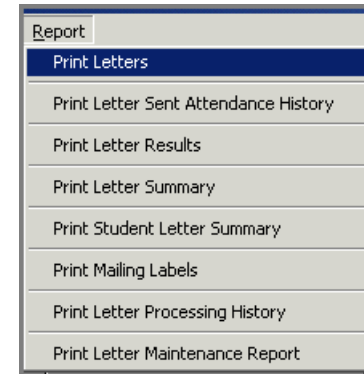 Report
Print Letters
Print Letter Sent Attendance History
Print Letter Results
Print Letter Summary
Print Student Letter Summary
Print Mailing Labels
Print Letter Processing History
Print Letter Maintenance Report